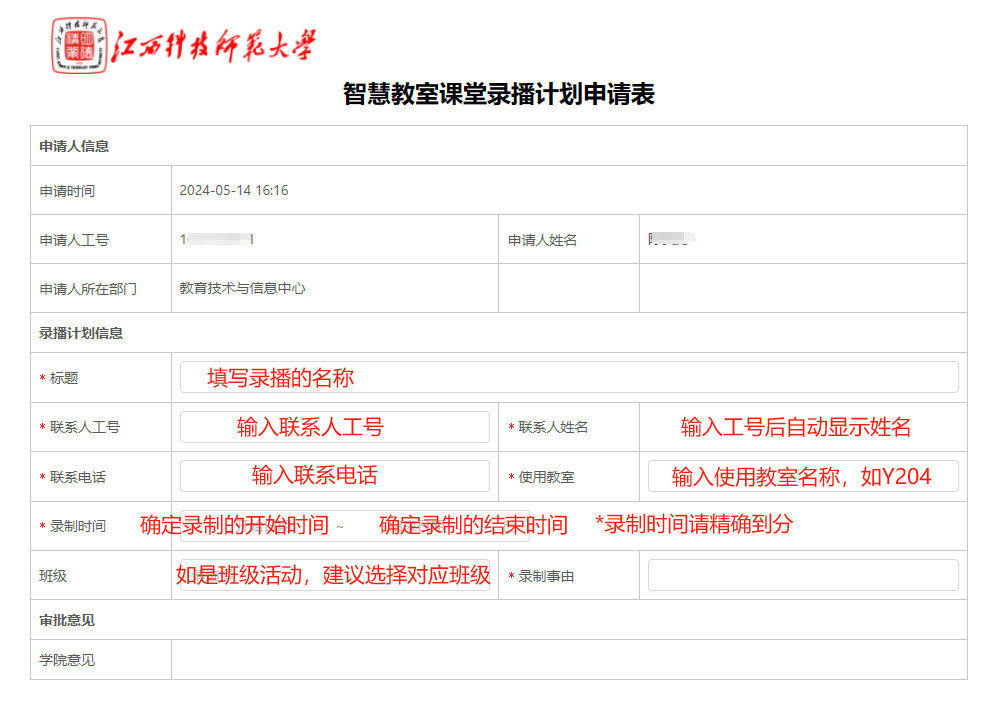 江西科技师范大学
智慧教室课堂录播计划申请表
申请人信息
申请时间 2024-05-14 16:16
申请人工号 1 1 申请人姓名
申请人所在部门 教育技术与信息中心
录播计划信息
* 标题 填写录播的名称
* 联系人工号 输入联系人工号 * 联系人姓名 输入工号后自动显示姓名
* 联系电话 输入联系电话 * 使用教室 输入使用教室名称，如Y204
* 录制时间 确定录制的开始时间 ~ 确定录制的结束时间 *录制时间请精确到分
班级 如是班级活动，建议选择对应班级 * 录制事由
审批意见
学院意见